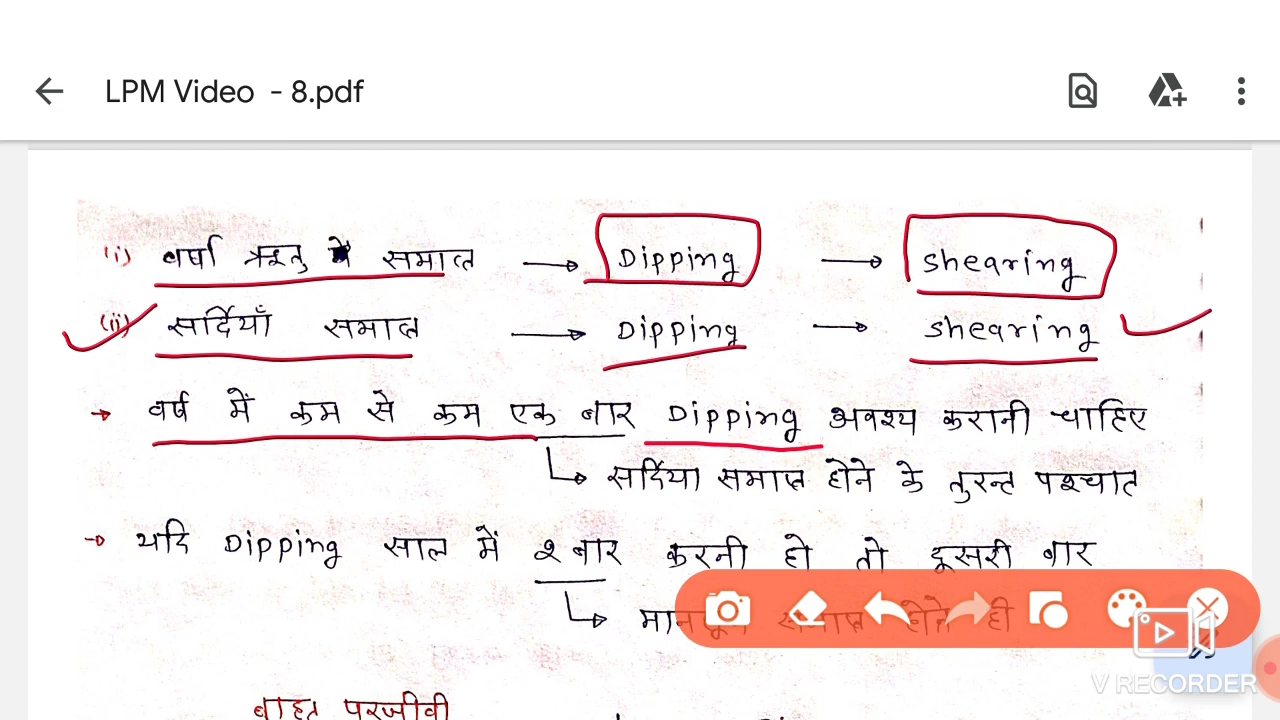 LPM Video - 8.pdf
(i) वर्षा ऋतु समाप्त → Dipping → shearing
(ii) सर्दियाँ समाप्त → Dipping → shearing
→ वर्ष में कम से कम एक बार Dipping अवश्य करानी चाहिए
↳ सर्दिया समाप्त होने के तुरन्त पश्चात
→ यदि Dipping साल में 2 बार करनी हो तो दूसरी बार
↳ मानसून समाप्त होते ही
V RECORDER
बाह्य परजीवी